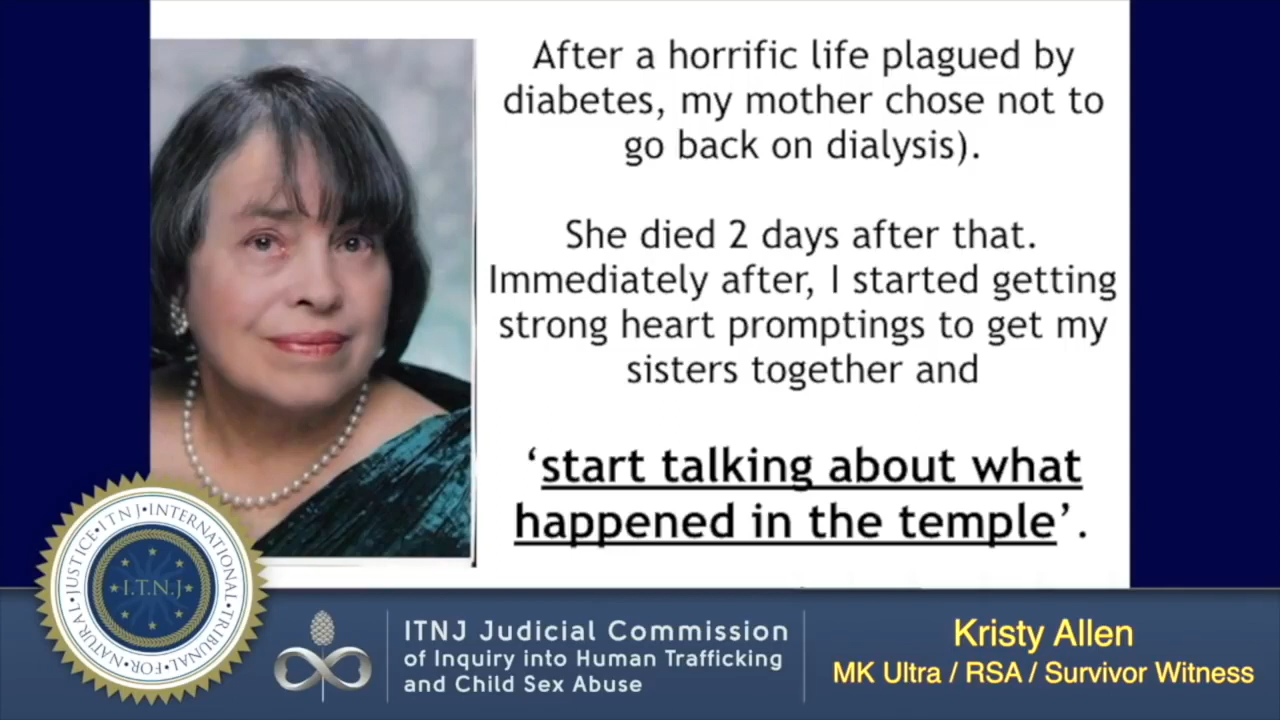 After a horrific life plagued by
diabetes, my mother chose not to
go back on dialysis).
She died 2 days after that.
Immediately after, I started getting
strong heart promptings to get my
sisters together and
‘start talking about what
happened in the temple’.
ITNJ•INTERNATIONAL•TRIBUNAL•FOR•NATURAL•JUSTICE•
I.T.N.J
ITNJ Judicial Commission
of Inquiry into Human Trafficking
and Child Sex Abuse
Kristy Allen
MK Ultra / RSA / Survivor Witness